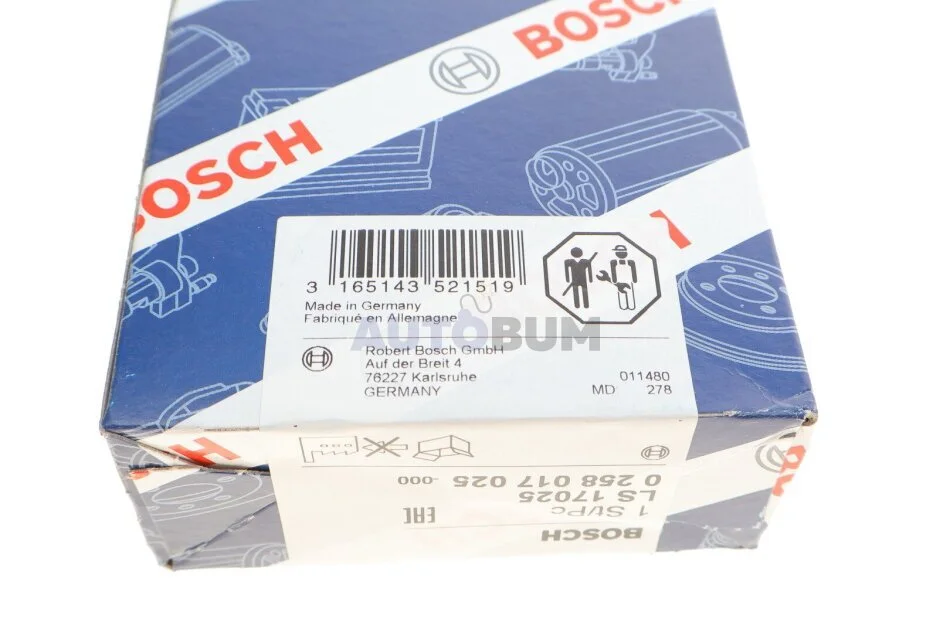 BOSCH
BOSCH
3 165143 521519
Made in Germany
Fabriqué en Allemagne
AUTOBUM
Robert Bosch GmbH
Auf der Breit 4
76227 Karlsruhe
GERMANY
011480
MD 278
0 258 017 025 -000
LS 17025
1 St/Pc
EAC
BOSCH